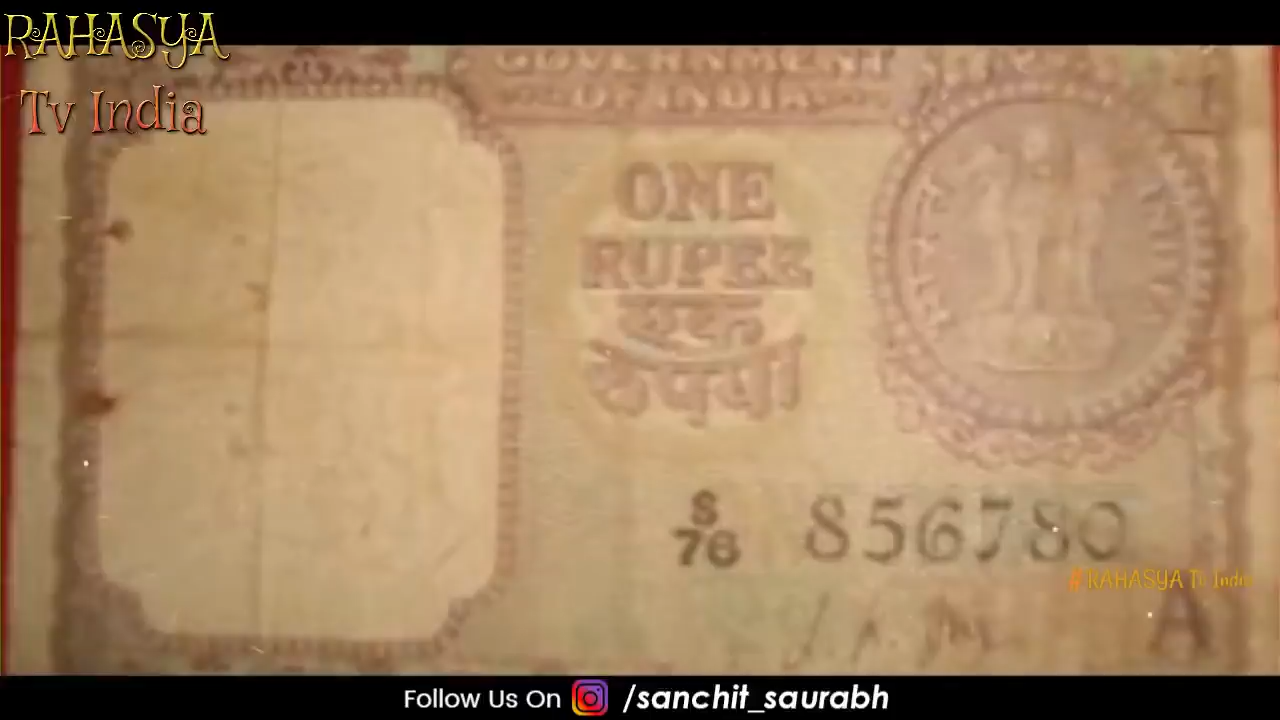 RAHASYA
Tv India
GOVERNMENT
OF INDIA
ONE
RUPEE
एक
रुपया
S
76 856780
#RAHASYA Tv India
A
Follow Us On /sanchit_saurabh